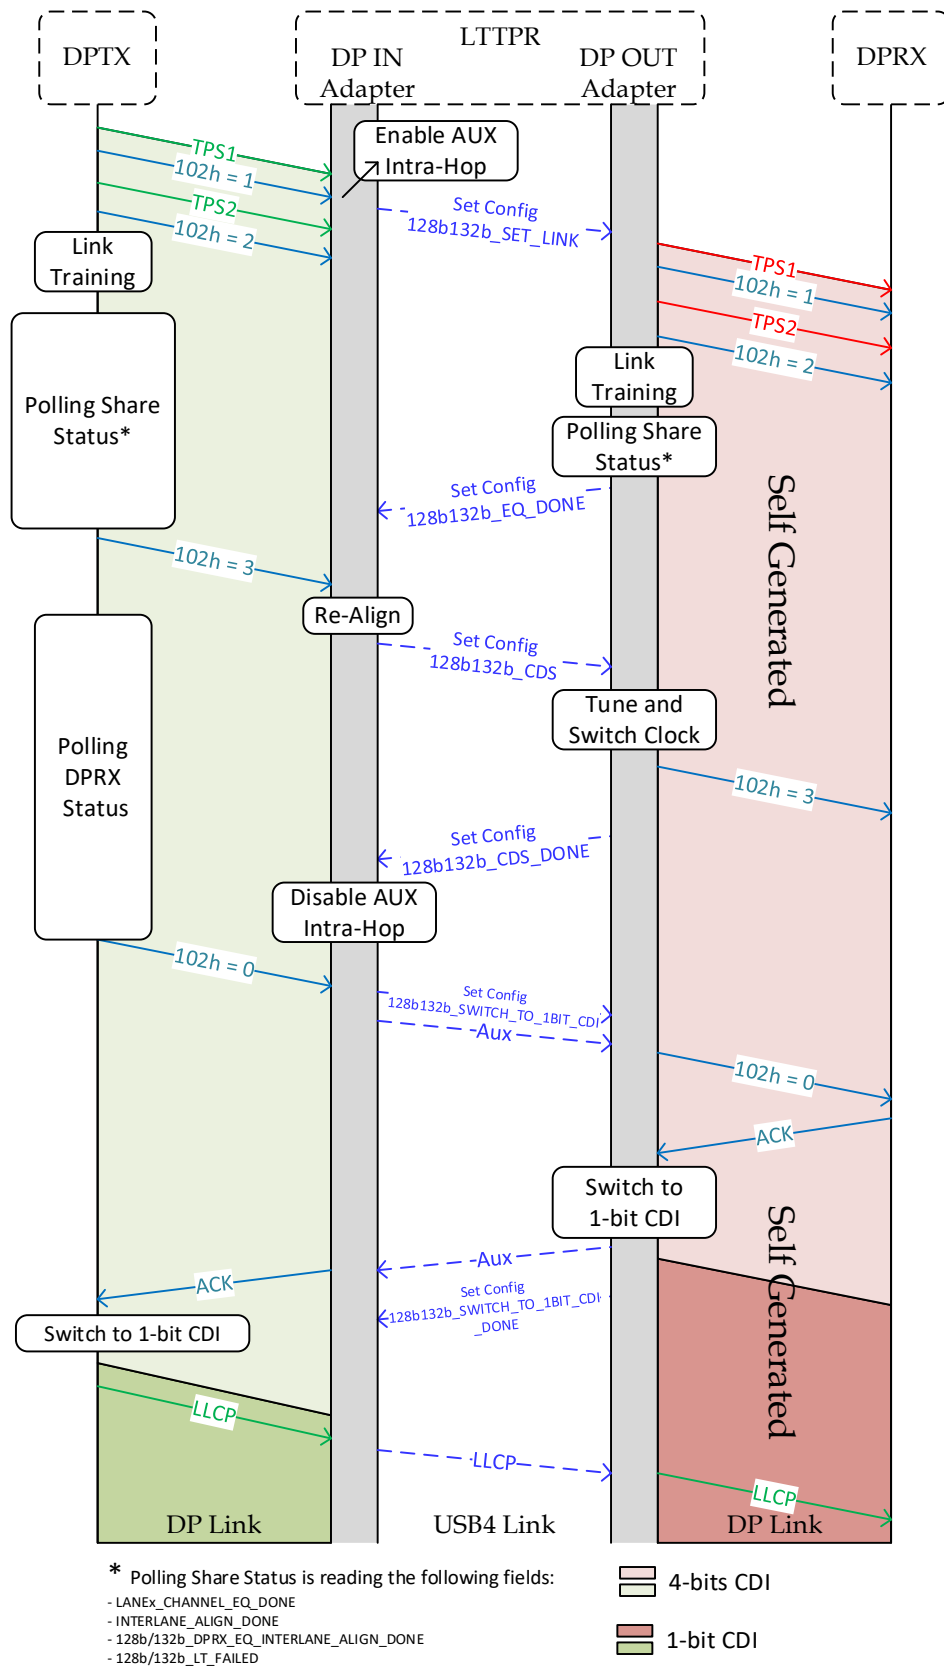 DPTX
LTTPR
DP IN
Adapter
DP OUT
Adapter
DPRX
Enable AUX
Intra-Hop
TPS1
102h = 1
TPS2
102h = 2
Set Config
128b132b_SET_LINK
Link
Training
TPS1
102h = 1
TPS2
102h = 2
Link
Training
Polling Share
Status*
Polling Share
Status*
Set Config
128b132b_EQ_DONE
Self Generated
102h = 3
Re-Align
Set Config
128b132b_CDS
Tune and
Switch Clock
Polling
DPRX
Status
102h = 3
Set Config
128b132b_CDS_DONE
Disable AUX
Intra-Hop
102h = 0
Set Config
128b132b_SWITCH_TO_1BIT_CDI
Aux
102h = 0
ACK
Switch to
1-bit CDI
Self Generated
Aux
ACK
Set Config
128b132b_SWITCH_TO_1BIT_CDI
_DONE
Switch to 1-bit CDI
LLCP
LLCP
LLCP
DP Link
USB4 Link
DP Link
* Polling Share Status is reading the following fields:
- LANEx_CHANNEL_EQ_DONE
- INTERLANE_ALIGN_DONE
- 128b/132b_DPRX_EQ_INTERLANE_ALIGN_DONE
- 128b/132b_LT_FAILED
4-bits CDI
1-bit CDI